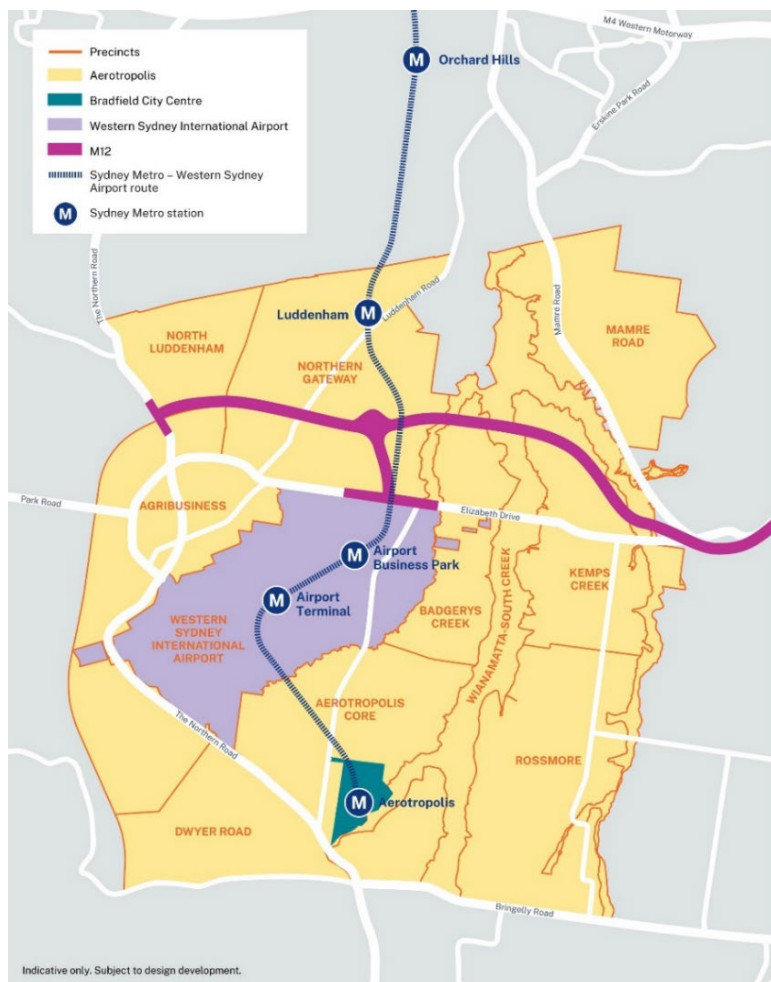 Precincts
Aerotropolis
Bradfield City Centre
Western Sydney International Airport
M12
Sydney Metro – Western Sydney
Airport route
M
Sydney Metro station
M4 Western Motorway
M
Orchard Hills
Erskine Park Road
The Northern Road
Luddenham
M
Luddenham Road
Mamre Road
NORTH
LUDDENHAM
NORTHERN
GATEWAY
MAMRE
ROAD
Park Road
AGRIBUSINESS
Elizabeth Drive
M
Airport
Business Park
M
Airport
Terminal
KEMPS
CREEK
BADGERYS
CREEK
WIANAMATTA-SOUTH CREEK
WESTERN
SYDNEY
INTERNATIONAL
AIRPORT
AEROTROPOLIS
CORE
The Northern Road
ROSSMORE
M
Aerotropolis
DWYER ROAD
Bringelly Road
Indicative only. Subject to design development.